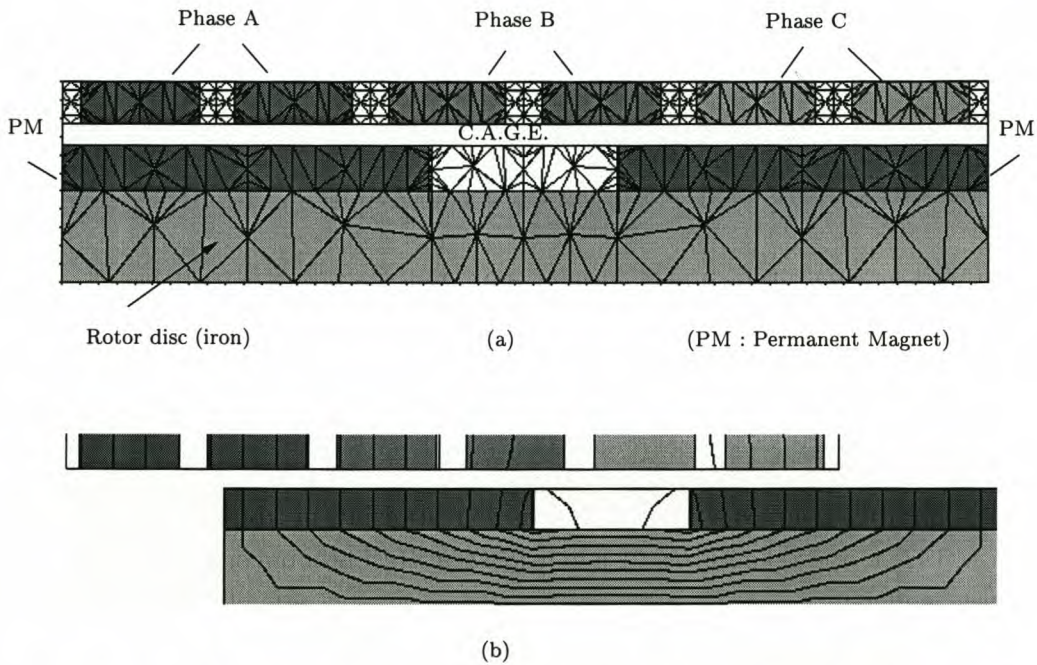 Phase A
Phase B
Phase C
PM
C.A.G.E.
PM
Rotor disc (iron)
(a)
(PM : Permanent Magnet)
(b)